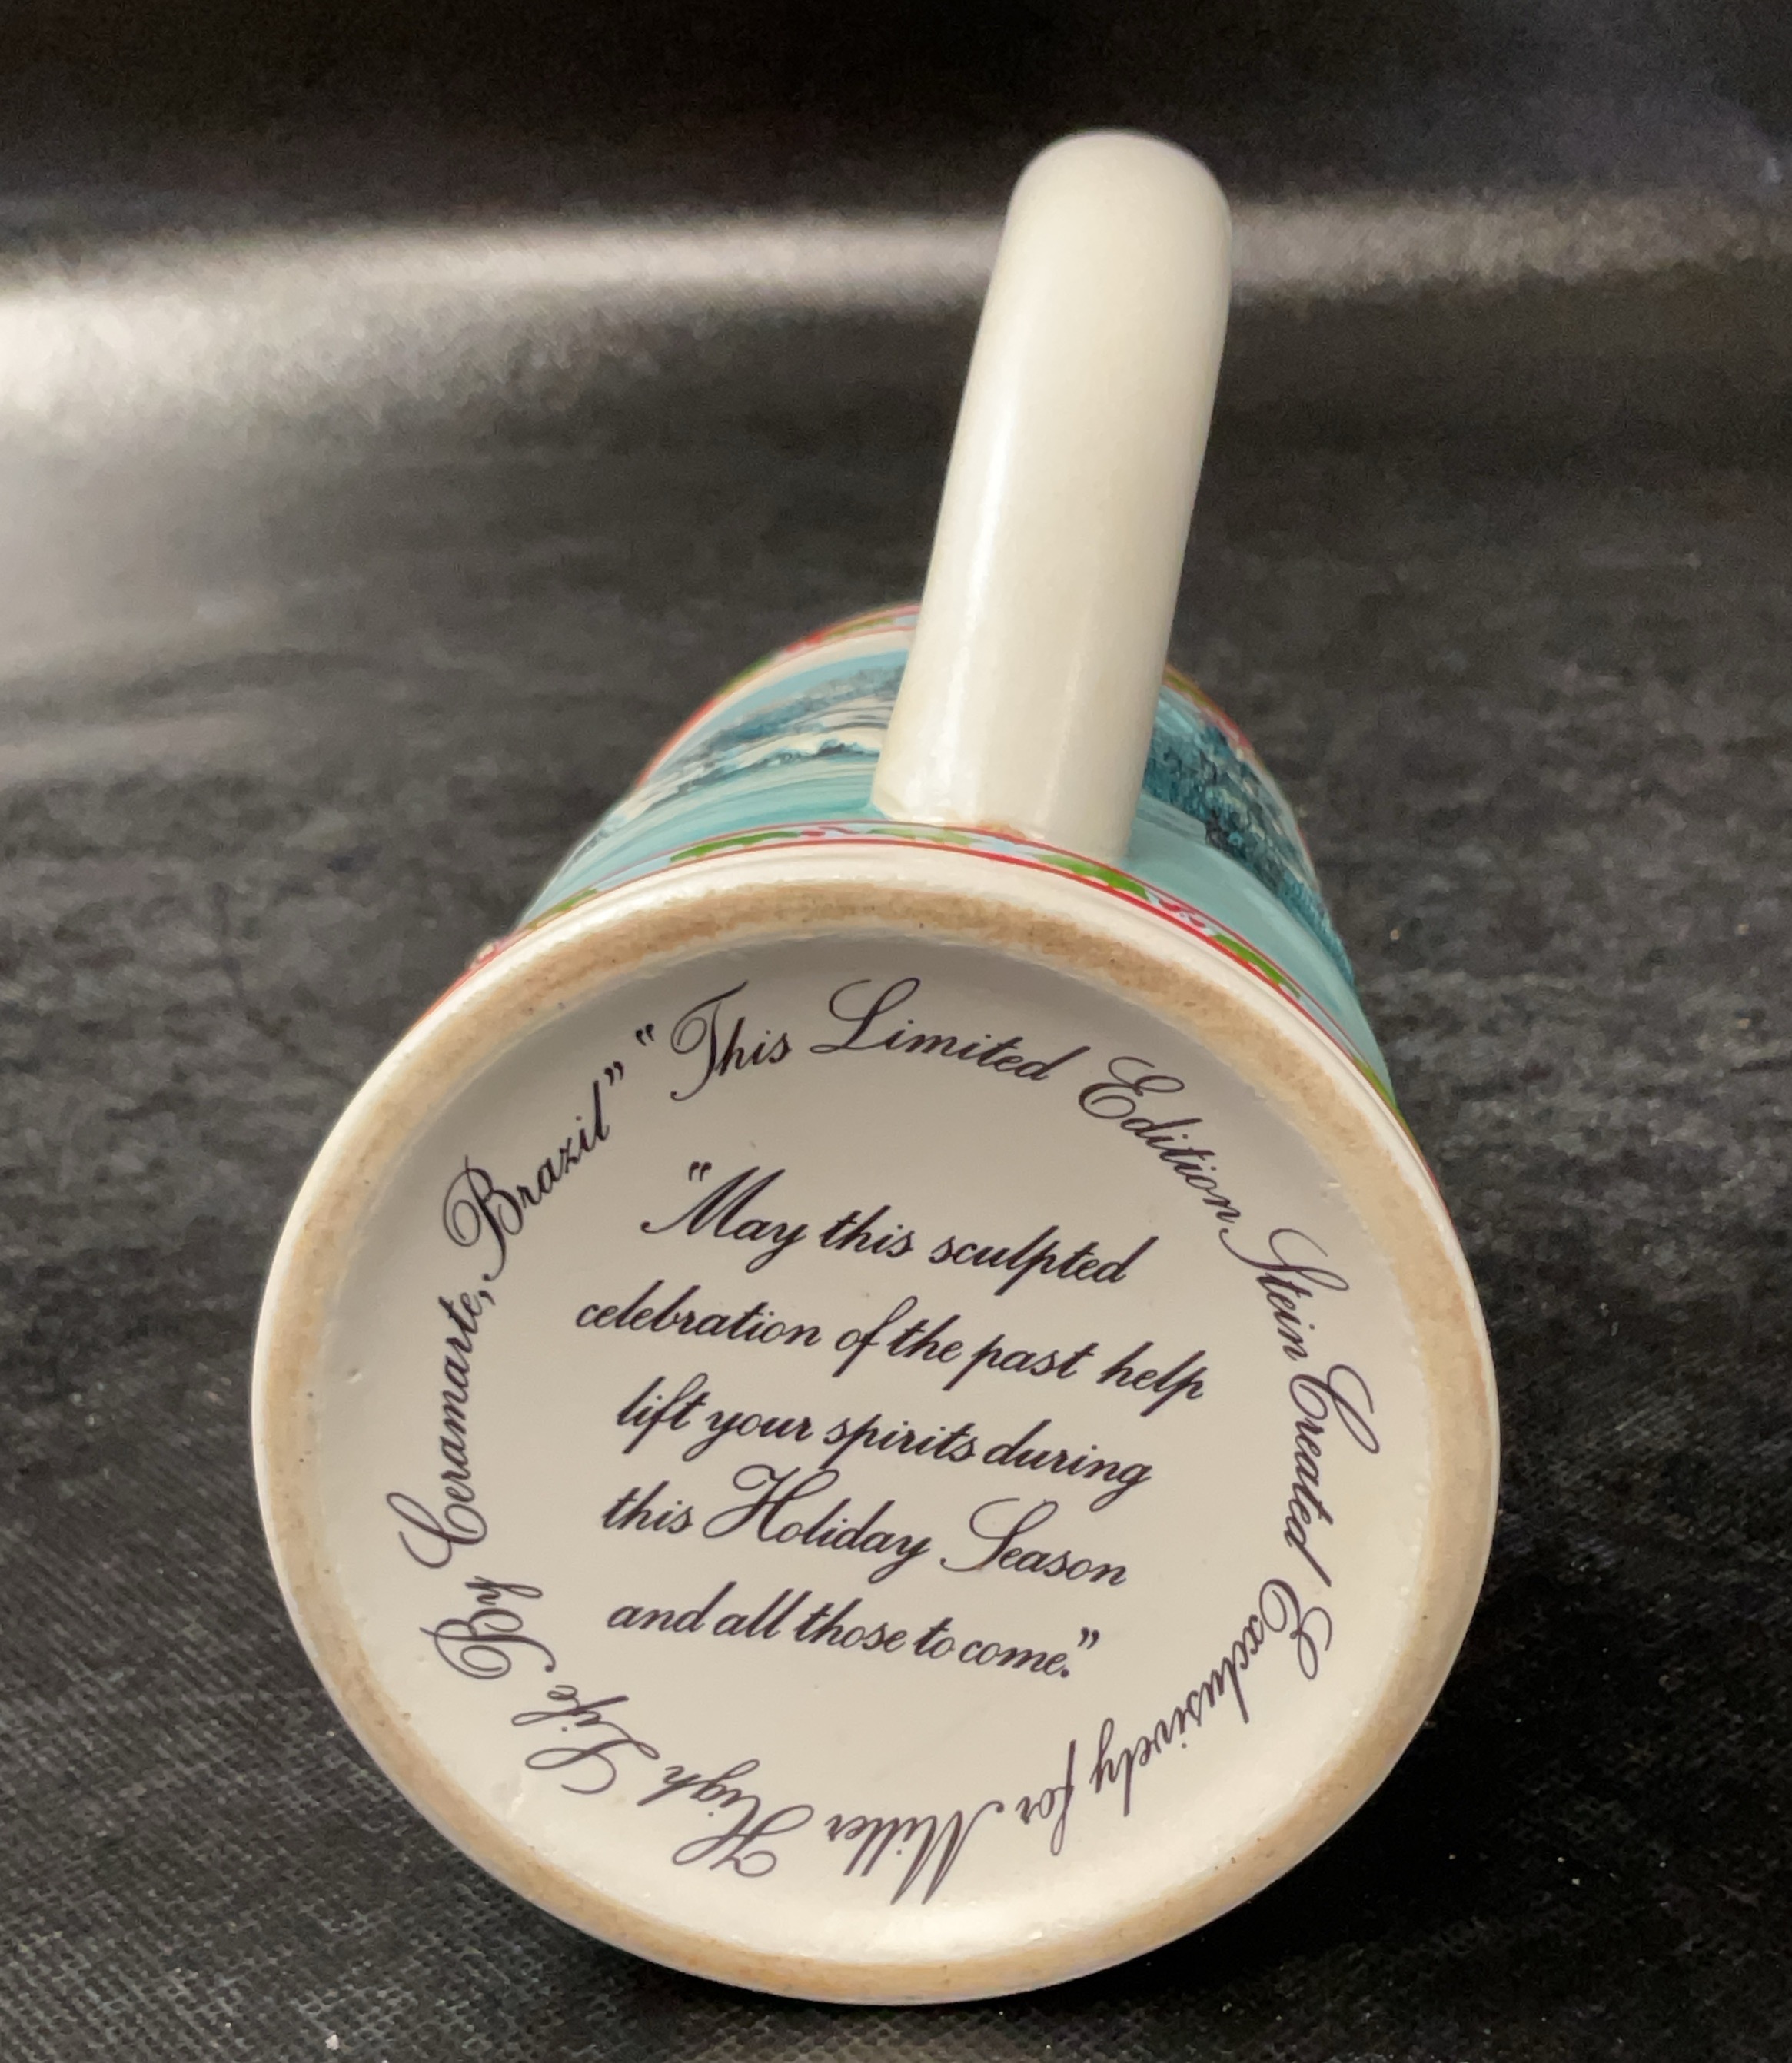 "This Limited Edition Stein Created Exclusively for Miller High Life By Ceramarte, Brazil"
"May this sculpted
celebration of the past help
lift your spirits during
this Holiday Season
and all those to come."